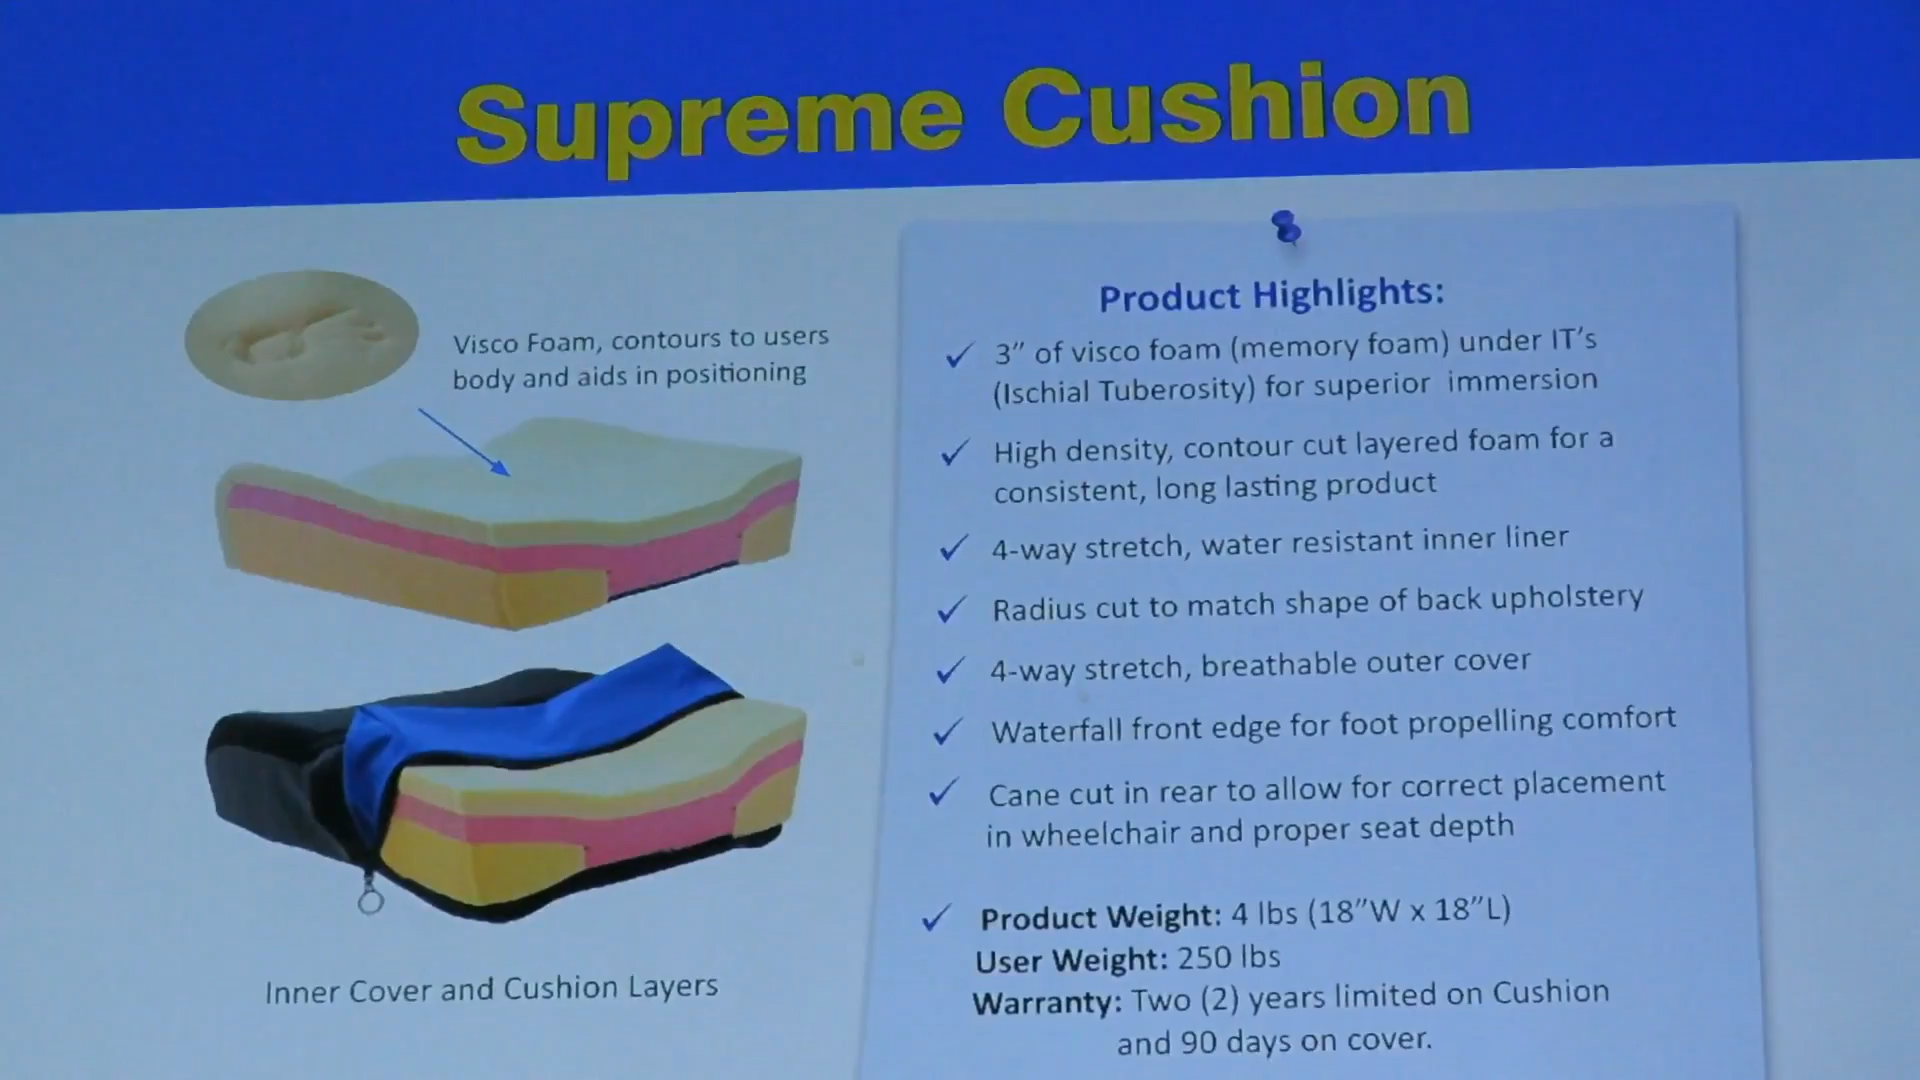 Supreme Cushion
Visco Foam, contours to users
body and aids in positioning
Inner Cover and Cushion Layers
Product Highlights:
3” of visco foam (memory foam) under IT’s
(Ischial Tuberosity) for superior immersion
High density, contour cut layered foam for a
consistent, long lasting product
4-way stretch, water resistant inner liner
Radius cut to match shape of back upholstery
4-way stretch, breathable outer cover
Waterfall front edge for foot propelling comfort
Cane cut in rear to allow for correct placement
in wheelchair and proper seat depth
Product Weight: 4 lbs (18”W x 18”L)
User Weight: 250 lbs
Warranty: Two (2) years limited on Cushion
and 90 days on cover.